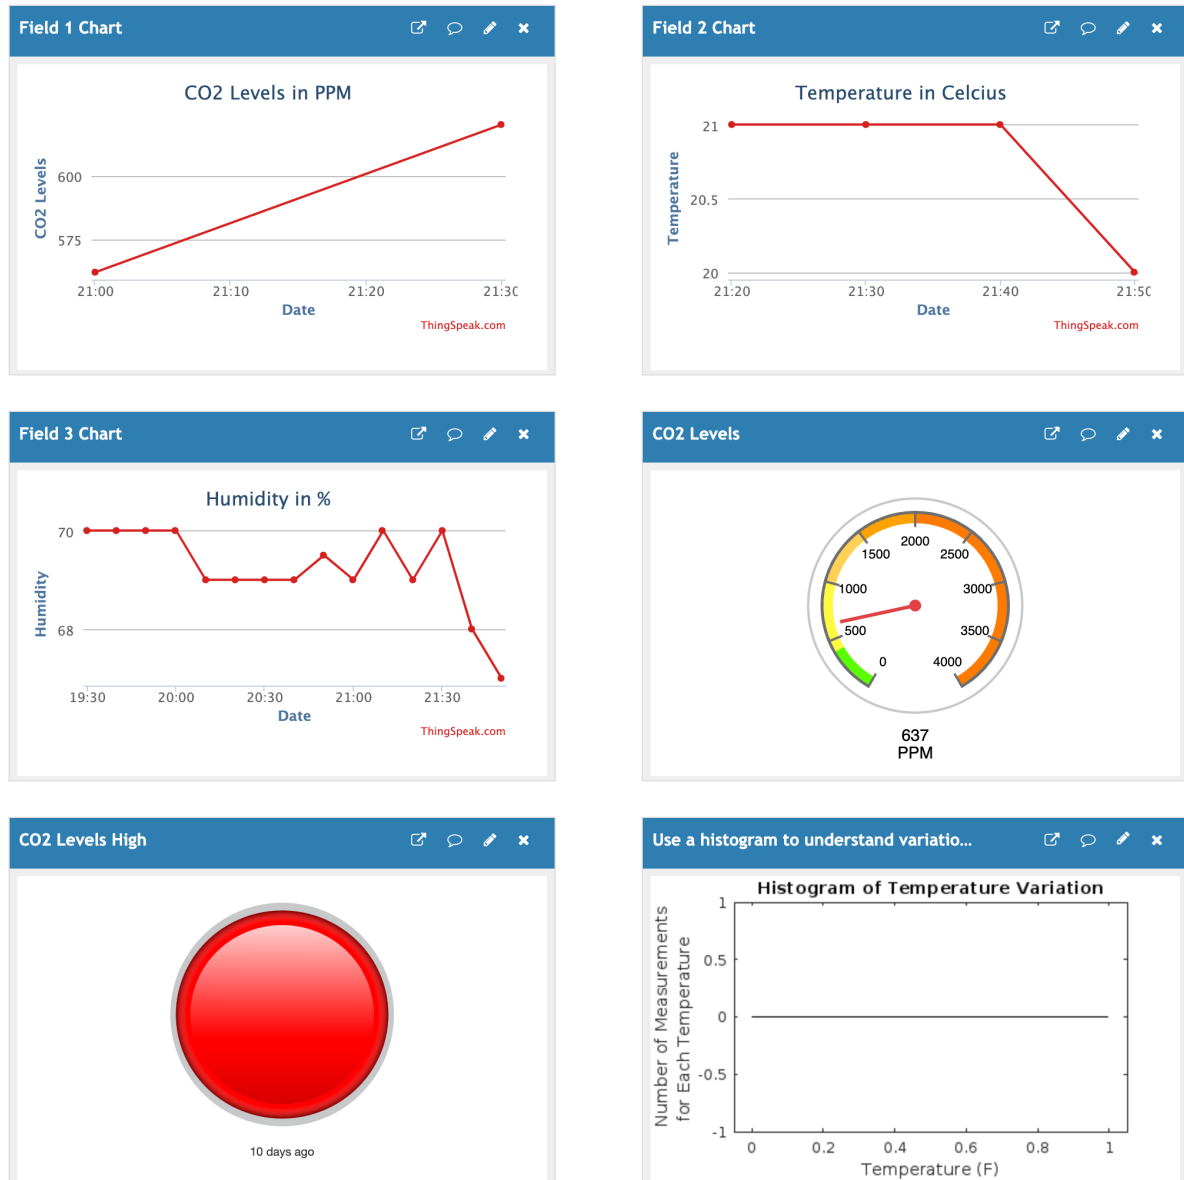 Field 1 Chart
CO2 Levels in PPM
CO2 Levels
600
575
21:00 21:10 21:20 21:30
Date
ThingSpeak.com
Field 2 Chart
Temperature in Celcius
Temperature
21
20.5
20
21:20 21:30 21:40 21:50
Date
ThingSpeak.com
Field 3 Chart
Humidity in %
Humidity
70
68
19:30 20:00 20:30 21:00 21:30
Date
ThingSpeak.com
CO2 Levels
0
500
1000
1500
2000
2500
3000
3500
4000
637
PPM
CO2 Levels High
10 days ago
Use a histogram to understand variatio...
Histogram of Temperature Variation
Number of Measurements
for Each Temperature
1
0.5
0
-0.5
-1
0 0.2 0.4 0.6 0.8 1
Temperature (F)